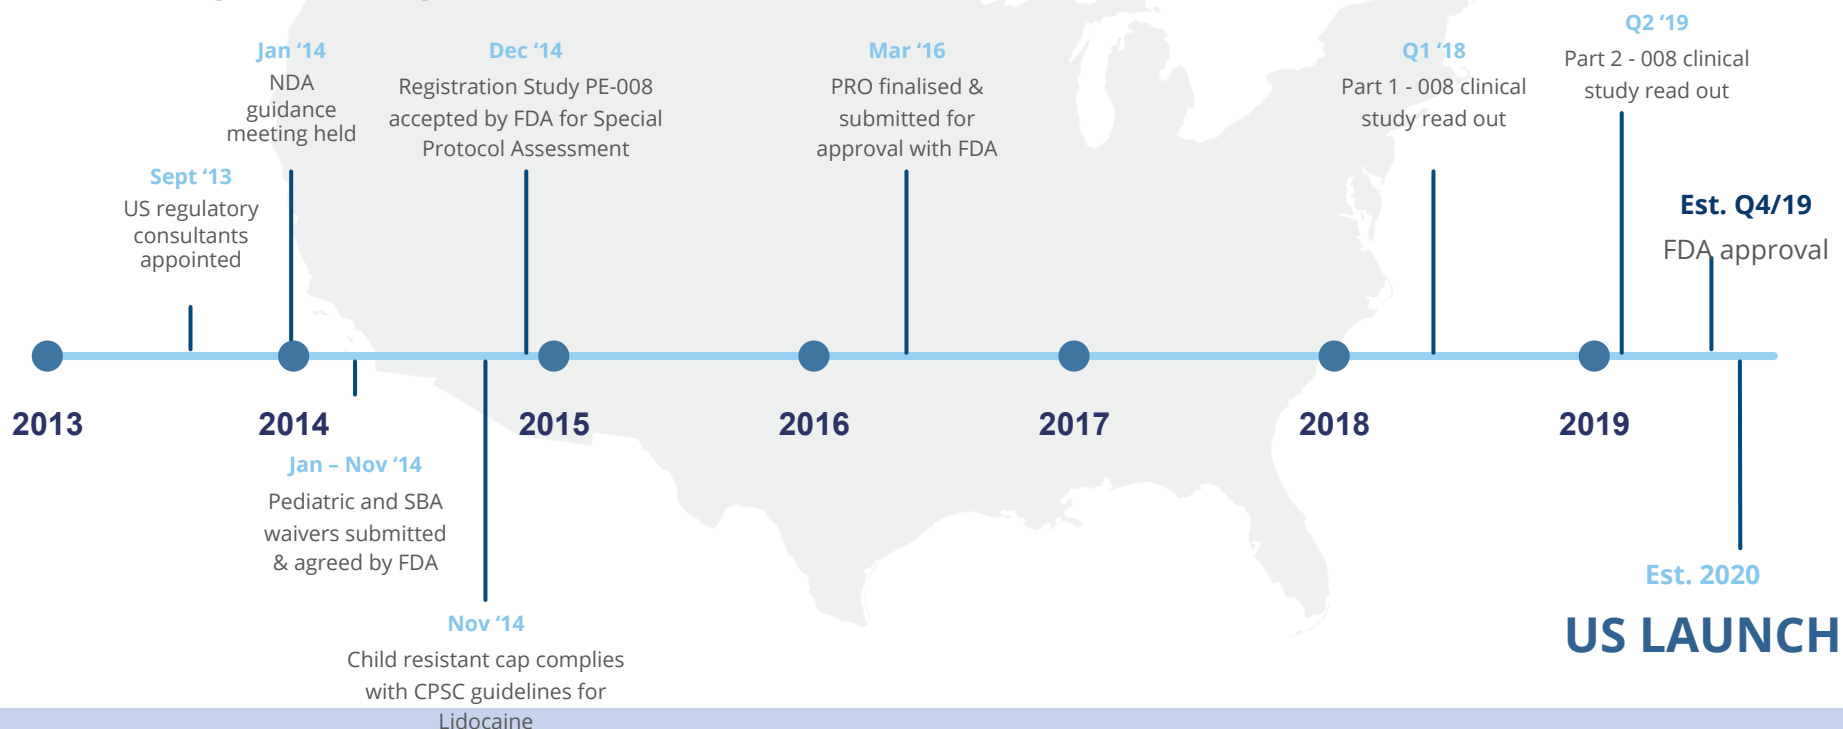 Sept ‘13
US regulatory
consultants
appointed
Jan ‘14
NDA
guidance
meeting held
Dec ‘14
Registration Study PE-008
accepted by FDA for Special
Protocol Assessment
Mar ‘16
PRO finalised &
submitted for
approval with FDA
Q1 ‘18
Part 1 - 008 clinical
study read out
Q2 ‘19
Part 2 - 008 clinical
study read out
Est. Q4/19
FDA approval
2013
2014
2015
2016
2017
2018
2019
Jan – Nov ‘14
Pediatric and SBA
waivers submitted
& agreed by FDA
Nov ‘14
Child resistant cap complies
with CPSC guidelines for
Lidocaine
Est. 2020
US LAUNCH